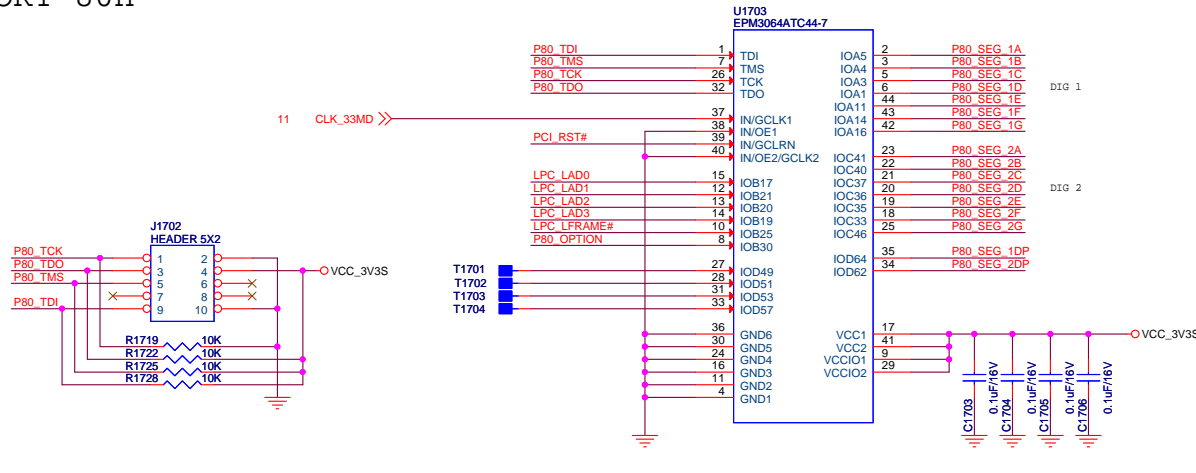 U1703
EPM3064ATC44-7
P80_TDI 1 TDI IOA5 2 P80_SEG_1A
P80_TMS 7 TMS IOA4 3 P80_SEG_1B
P80_TCK 26 TCK IOA3 5 P80_SEG_1C
P80_TDO 32 TDO IOA1 6 P80_SEG_1D DIG 1
IOA11 44 P80_SEG_1E
11 CLK_33MD 37 IN/GCLK1 IOA14 43 P80_SEG_1F
38 IN/OE1 IOA16 42 P80_SEG_1G
PCI_RST# 39 IN/GCLRN
40 IN/OE2/GCLK2 IOC41 23 P80_SEG_2A
IOC40 22 P80_SEG_2B
LPC_LAD0 15 IOB17 IOC37 21 P80_SEG_2C
LPC_LAD1 12 IOB21 IOC36 20 P80_SEG_2D DIG 2
LPC_LAD2 13 IOB20 IOC35 19 P80_SEG_2E
LPC_LAD3 14 IOB19 IOC33 18 P80_SEG_2F
LPC_LFRAME# 10 IOB25 IOC46 25 P80_SEG_2G
P80_OPTION 8 IOB30
IOD64 35 P80_SEG_1DP
T1701 27 IOD49 IOD62 34 P80_SEG_2DP
T1702 28 IOD51
T1703 31 IOD53
T1704 33 IOD57
36 GND6 VCC1 17 VCC_3V3S
30 GND5 VCC2 41
24 GND4 VCCIO1 9
16 GND3 VCCIO2 29
11 GND2
4 GND1
C1703 0.1uF/16V
C1704 0.1uF/16V
C1705 0.1uF/16V
C1706 0.1uF/16V
J1702
HEADER 5X2
P80_TCK 1 2
P80_TDO 3 4 VCC_3V3S
P80_TMS 5 6
7 8
P80_TDI 9 10
R1719 10K
R1722 10K
R1725 10K
R1728 10K